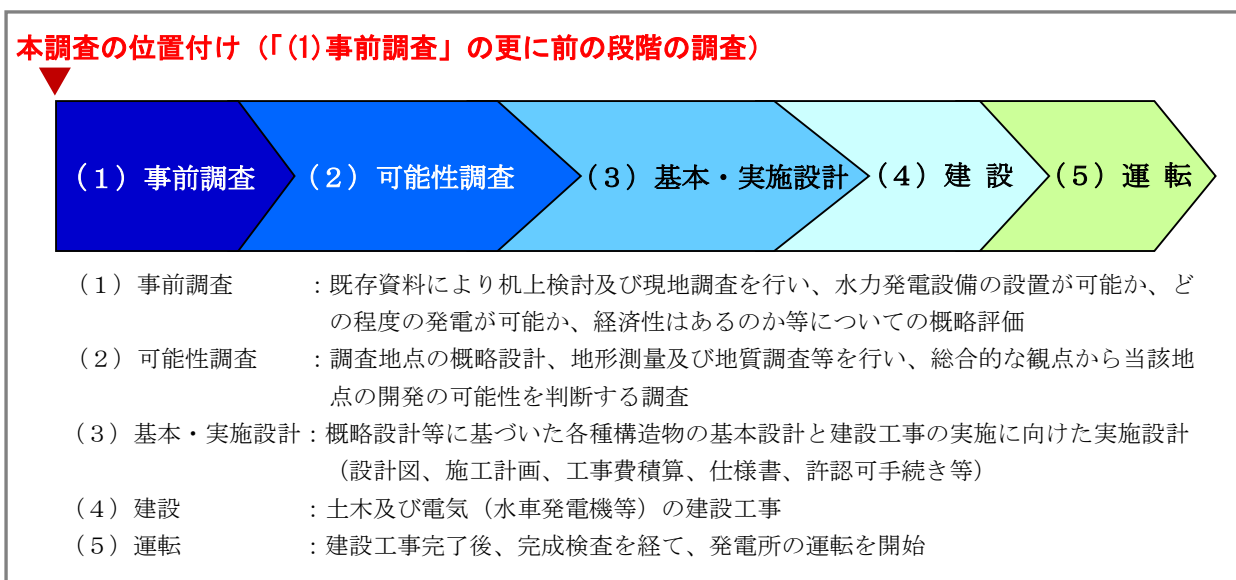 本調査の位置付け(「(1)事前調査」の更に前の段階の調査)
(1)事前調査
(2)可能性調査
(3)基本・実施設計
(4)建 設
(5)運 転
(1)事前調査 :既存資料により机上検討及び現地調査を行い、水力発電設備の設置が可能か、ど
の程度の発電が可能か、経済性はあるのか等についての概略評価
(2)可能性調査 :調査地点の概略設計、地形測量及び地質調査等を行い、総合的な観点から当該地
点の開発の可能性を判断する調査
(3)基本・実施設計:概略設計等に基づいた各種構造物の基本設計と建設工事の実施に向けた実施設計
(設計図、施工計画、工事費積算、仕様書、許認可手続き等)
(4)建設 :土木及び電気(水車発電機等)の建設工事
(5)運転 :建設工事完了後、完成検査を経て、発電所の運転を開始